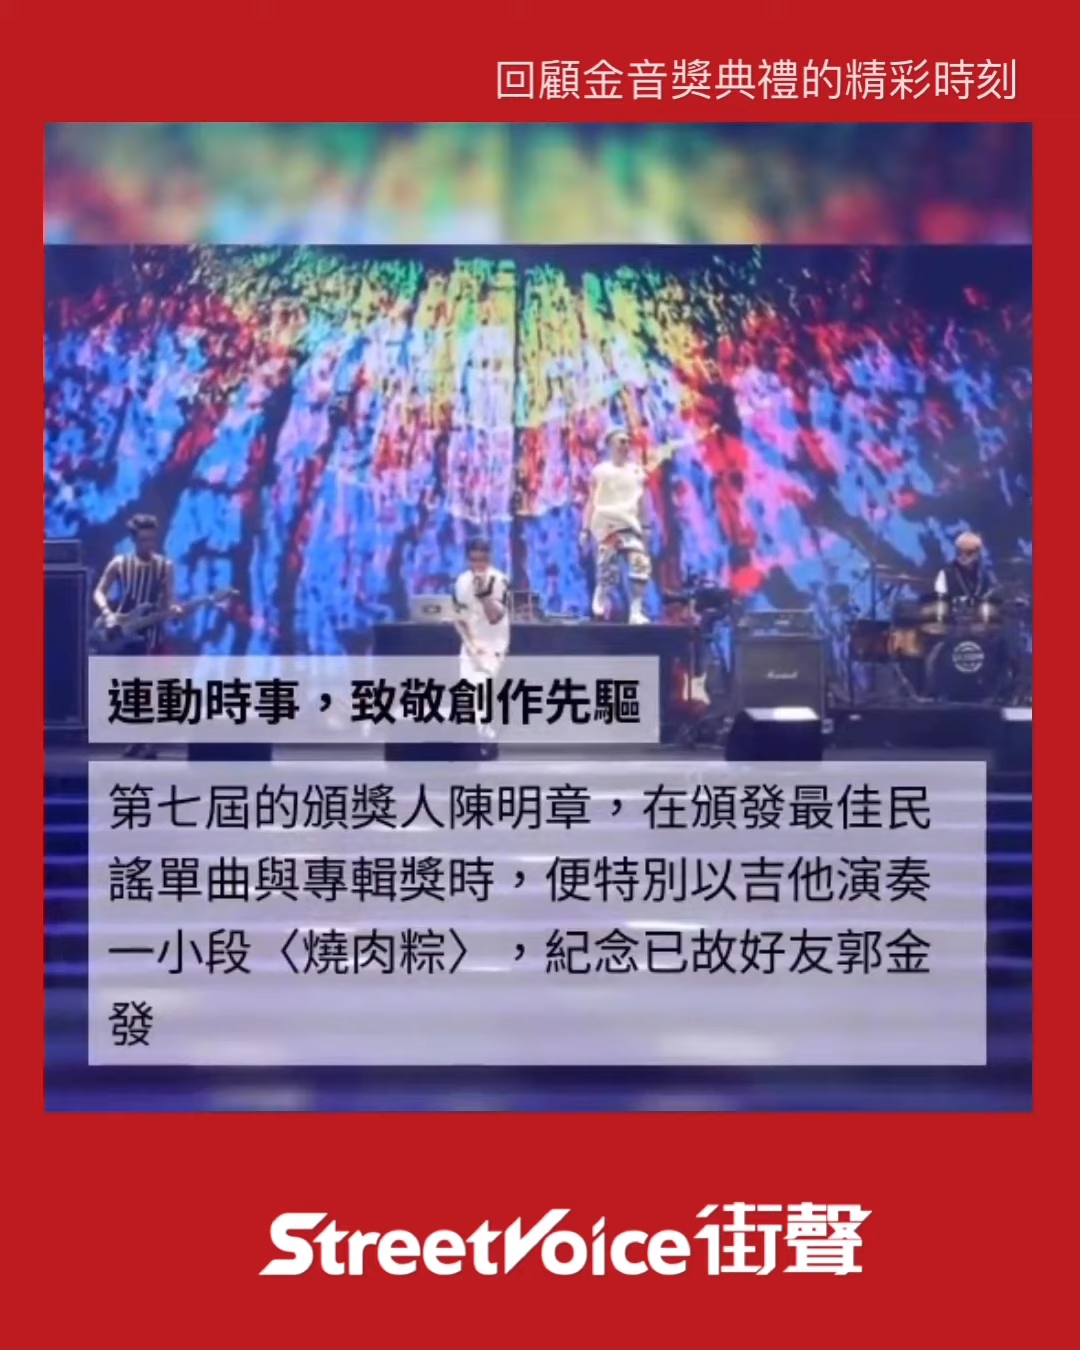 回顧金音獎典禮的精彩時刻
連動時事，致敬創作先驅
第七屆的頒獎人陳明章，在頒發最佳民
謠單曲與專輯獎時，便特別以吉他演奏
一小段〈燒肉粽〉，紀念已故好友郭金
發
StreetVoice街聲